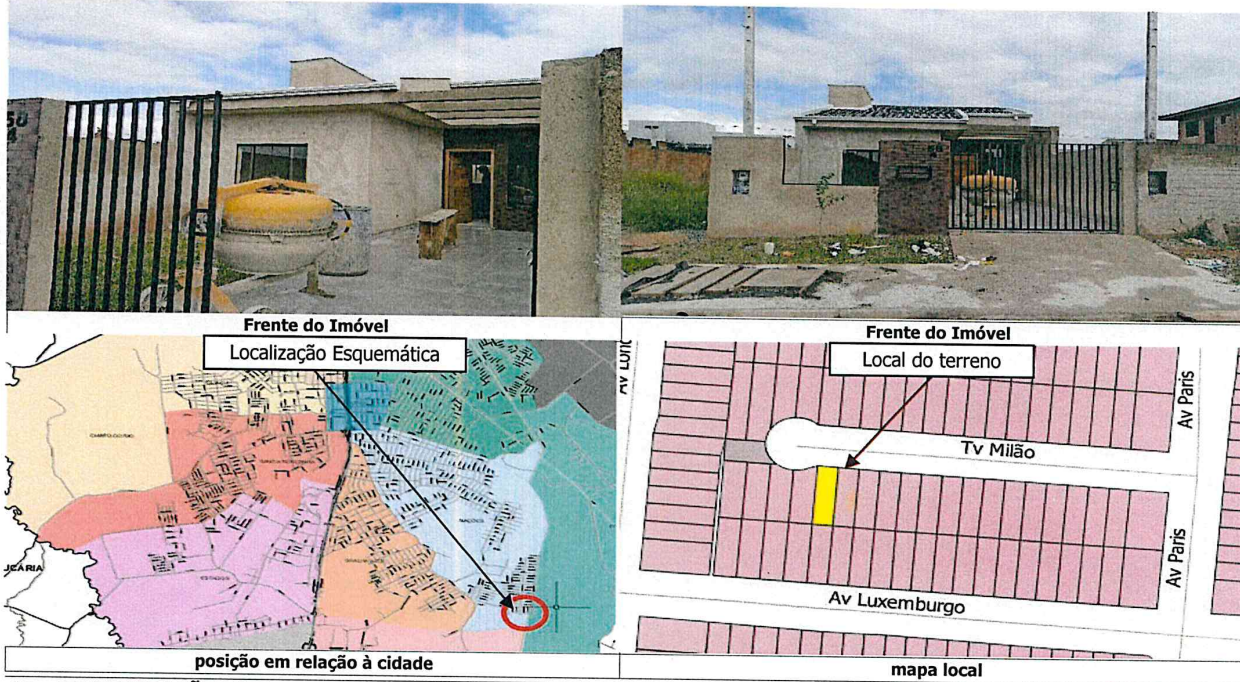 Frente do Imóvel
Frente do Imóvel
Localização Esquemática
Local do terreno
Av Paris
Tv Milão
Av Paris
Av Luxemburgo
NAÇÕES
posição em relação à cidade
mapa local